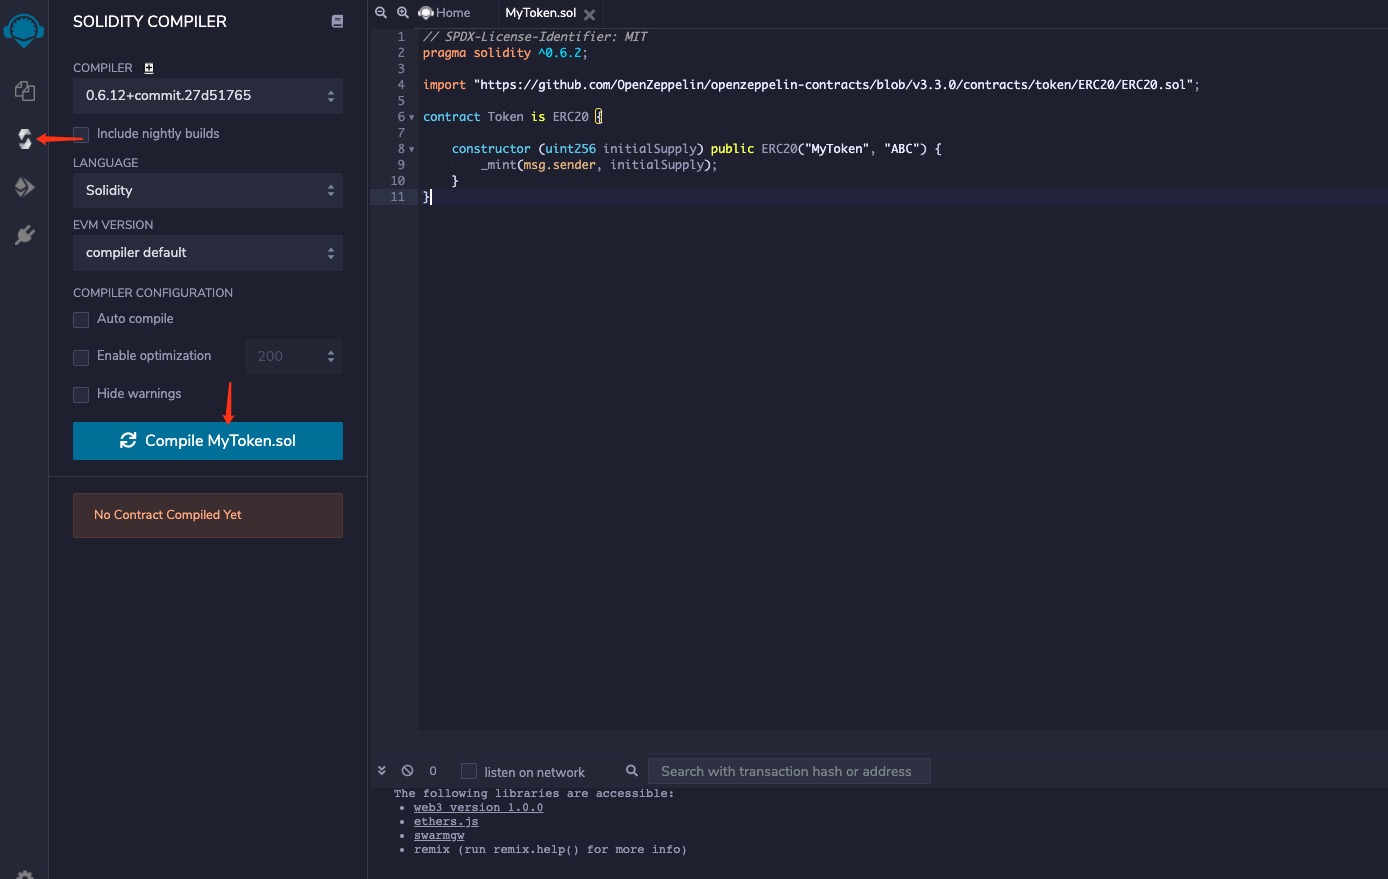 SOLIDITY COMPILER
COMPILER
0.6.12+commit.27d51765
Include nightly builds
LANGUAGE
Solidity
EVM VERSION
compiler default
COMPILER CONFIGURATION
Auto compile
Enable optimization
200
Hide warnings
Compile MyToken.sol
No Contract Compiled Yet
Home
MyToken.sol
1 // SPDX-License-Identifier: MIT
2 pragma solidity ^0.6.2;
3
4 import "https://github.com/OpenZeppelin/openzeppelin-contracts/blob/v3.3.0/contracts/token/ERC20/ERC20.sol";
5
6 contract Token is ERC20 {
7
8 constructor (uint256 initialSupply) public ERC20("MyToken", "ABC") {
9 _mint(msg.sender, initialSupply);
10 }
11 }
0
listen on network
Search with transaction hash or address
The following libraries are accessible:
• web3 version 1.0.0
• ethers.js
• swarmgw
• remix (run remix.help() for more info)